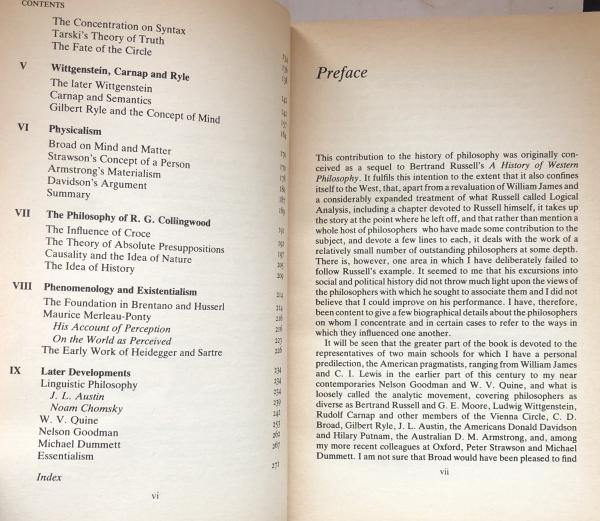 CONTENTS
The Concentration on Syntax
Tarski's Theory of Truth
The Fate of the Circle
V Wittgenstein, Carnap and Ryle
The later Wittgenstein
Carnap and Semantics
Gilbert Ryle and the Concept of Mind
VI Physicalism
Broad on Mind and Matter
Strawson's Concept of a Person
Armstrong's Materialism
Davidson's Argument
Summary
VII The Philosophy of R. G. Collingwood
The Influence of Croce
The Theory of Absolute Presuppositions
Causality and the Idea of Nature
The Idea of History
VIII Phenomenology and Existentialism 214
The Foundation in Brentano and Husserl 214
Maurice Merleau-Ponty 216
His Account of Perception 216
On the World as Perceived 227
The Early Work of Heidegger and Sartre 226
IX Later Developments 234
Linguistic Philosophy 234
J. L. Austin 234
Noam Chomsky 239
W. V. Quine 242
Nelson Goodman 253
Michael Dummett 262
Essentialism 267
Index 271
vi
Preface
This contribution to the history of philosophy was originally con-
ceived as a sequel to Bertrand Russell's A History of Western
Philosophy. It fulfils this intention to the extent that it also confines
itself to the West, that, apart from a revaluation of William James and
a considerably expanded treatment of what Russell called Logical
Analysis, including a chapter devoted to Russell himself, it takes up
the story at the point where he left off, and that rather than mention a
whole host of philosophers who have made some contribution to the
subject, and devote a few lines to each, it deals with the work of a
relatively small number of outstanding philosophers at some depth.
There is, however, one area in which I have deliberately failed to
follow Russell's example. It seemed to me that his excursions into
social and political history did not throw much light upon the views of
the philosophers with which he sought to associate them and I did not
believe that I could improve on his performance. I have, therefore,
been content to give a few biographical details about the philosophers
on whom I concentrate and in certain cases to refer to the ways in
which they influenced one another.
It will be seen that the greater part of the book is devoted to the
representatives of two main schools for which I have a personal
predilection, the American pragmatists, ranging from William James
and C. I. Lewis in the earlier part of this century to my near
contemporaries Nelson Goodman and W. V. Quine, and what is
loosely called the analytic movement, covering philosophers as
diverse as Bertrand Russell and G. E. Moore, Ludwig Wittgenstein,
Rudolf Carnap and other members of the Vienna Circle, C. D.
Broad, Gilbert Ryle, J. L. Austin, the Americans Donald Davidson
and Hilary Putnam, the Australian D. M. Armstrong, and, among
my more recent colleagues at Oxford, Peter Strawson and Michael
Dummett. I am not sure that Broad would have been pleased to find
vii